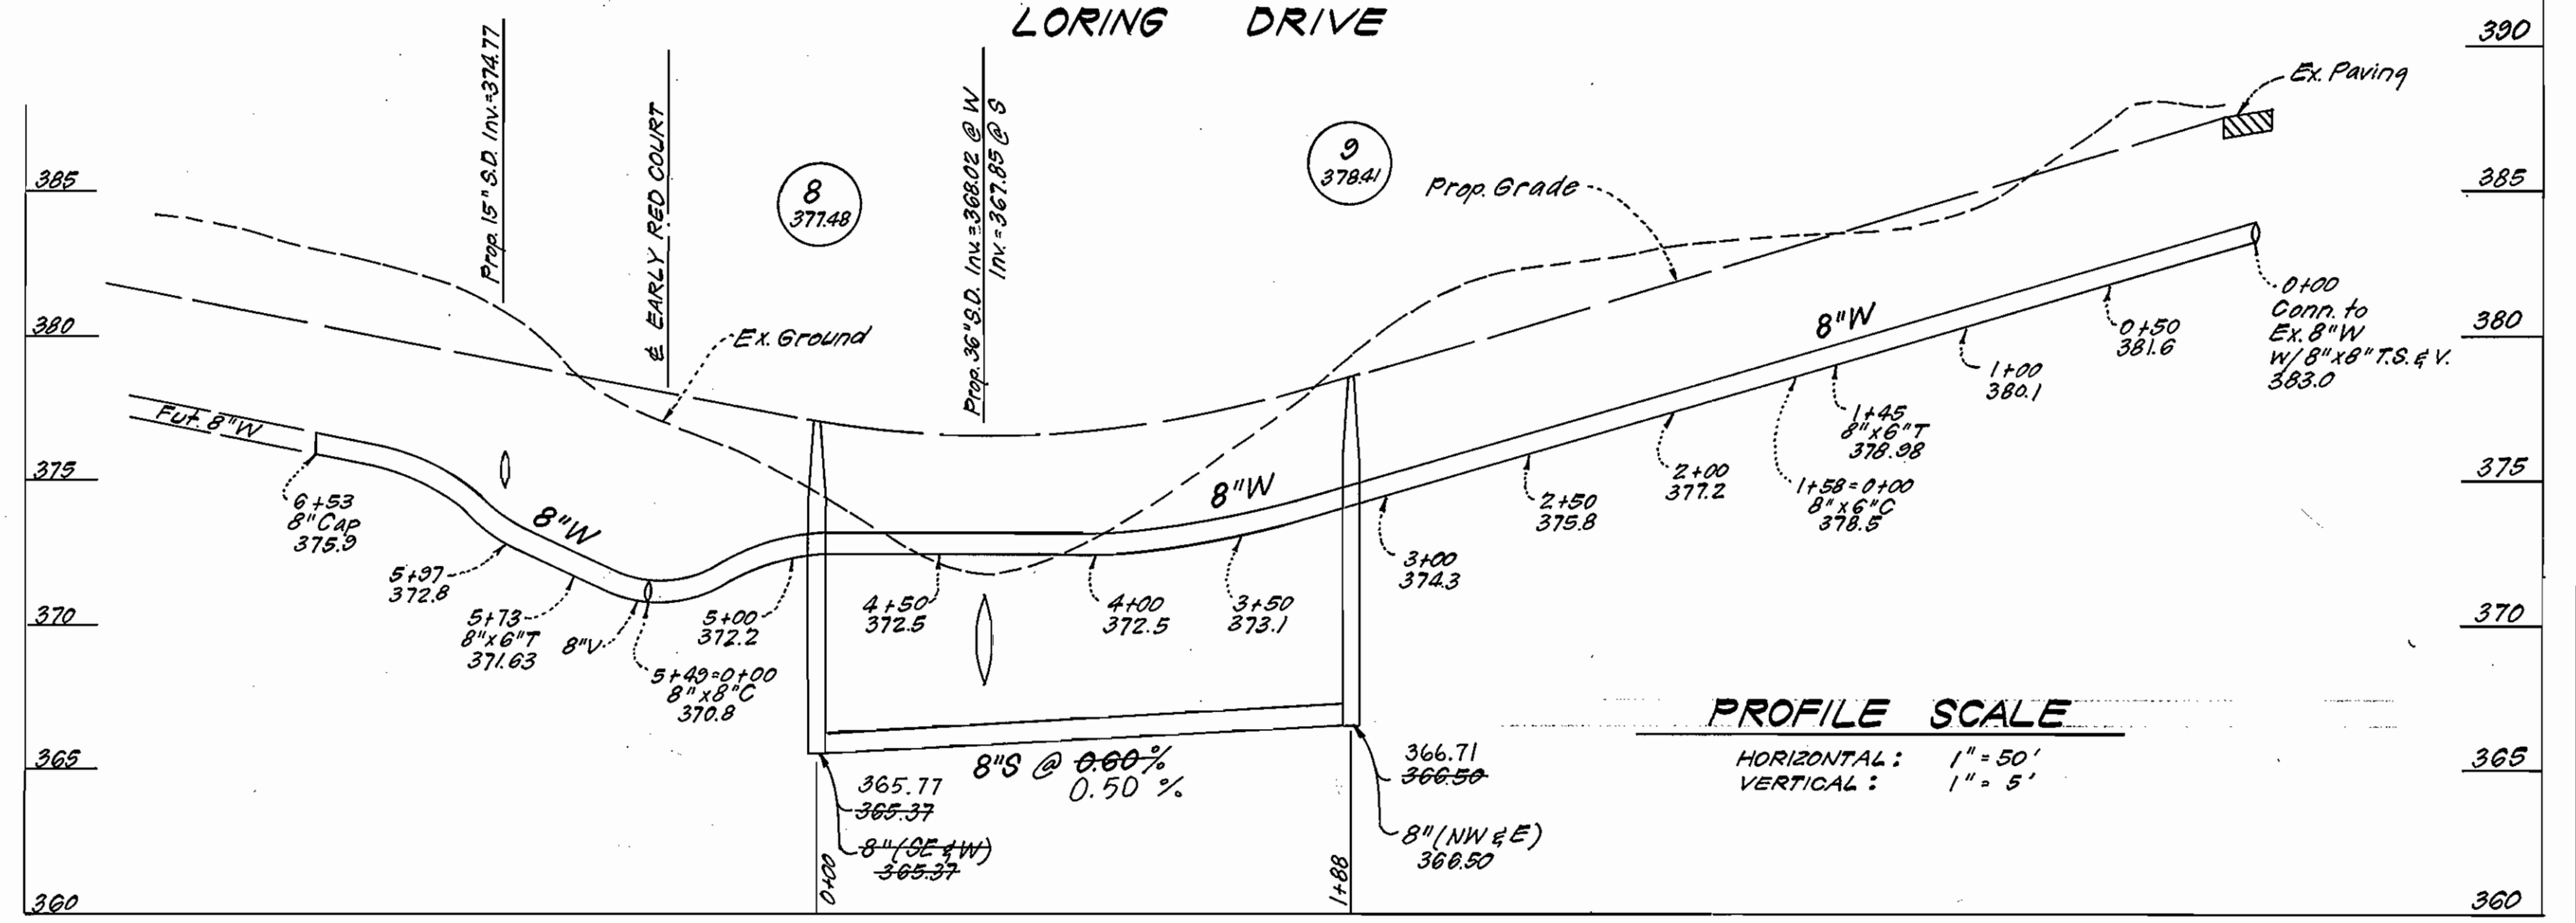 LORING DRIVE
390
385
380
375
370
365
360
385
380
375
370
365
360
Prop. 15" S.D. Inv.=374.77
℄ EARLY RED COURT
8
377.48
Prop. 36" S.D. Inv.=368.02 @ W
Inv.=367.85 @ S
9
378.41
Prop. Grade
Ex. Paving
Ex. Ground
Fut. 8"W
8"W
8"W
8"W
6+53
8"Cap
375.9
5+97
372.8
5+73
8"x6"T
371.63
8"V
5+49=0+00
8"x8"C
370.8
5+00
372.2
4+50
372.5
4+00
372.5
3+50
373.1
3+00
374.3
2+50
375.8
2+00
377.2
1+58=0+00
8"x6"C
378.5
1+45
8"x6"T
378.98
1+00
380.1
0+50
381.6
0+00
Conn. to
Ex. 8"W
W/8"x8"T.S.&V.
383.0
8"S @ 0.60%
0.50 %
365.77
365.37
8"(SE & W)
365.37
366.71
366.50
8"(NW & E)
366.50
0+00
1+88
PROFILE SCALE
HORIZONTAL: 1"=50'
VERTICAL: 1"= 5'